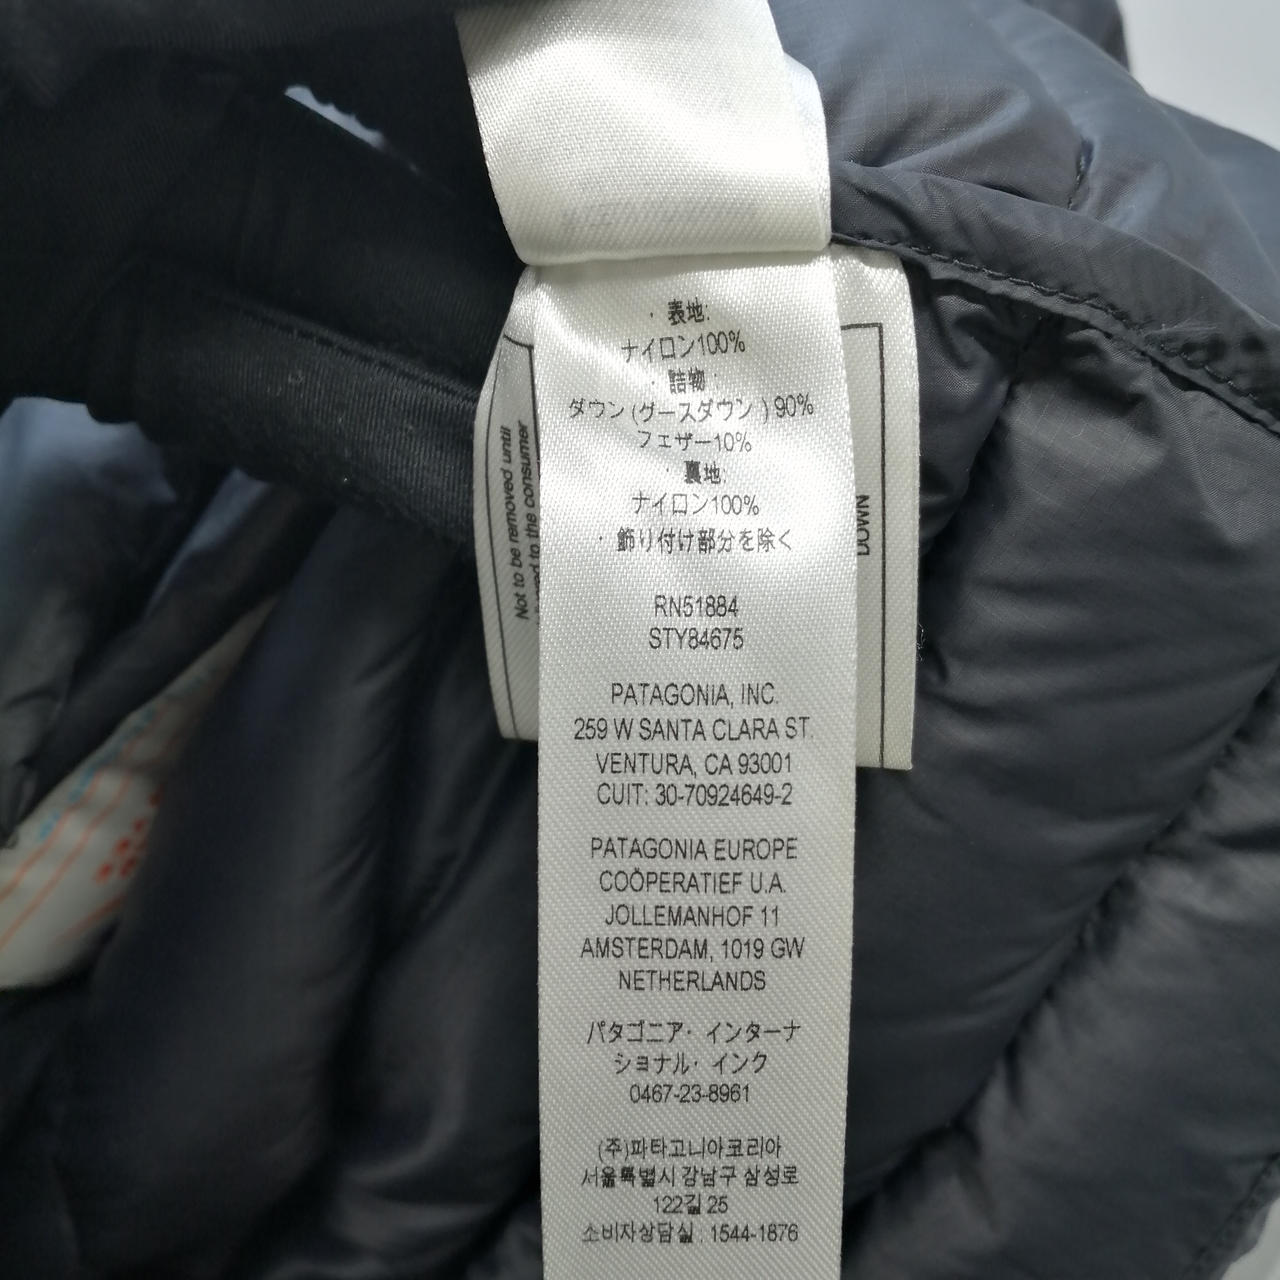 ・表地:
ナイロン100%
・詰物:
ダウン(グースダウン)90%
フェザー10%
・裏地:
ナイロン100%
・飾り付け部分を除く
RN51884
STY84675
PATAGONIA, INC.
259 W SANTA CLARA ST.
VENTURA, CA 93001
CUIT: 30-70924649-2
PATAGONIA EUROPE
COÖPERATIEF U.A.
JOLLEMANHOF 11
AMSTERDAM, 1019 GW
NETHERLANDS
パタゴニア・インターナ
ショナル・インク
0467-23-8961
(주)파타고니아코리아
서울특별시 강남구 삼성로
122길 25
소비자상담실: 1544-1876
Not to be removed until
to the consumer
DOWN